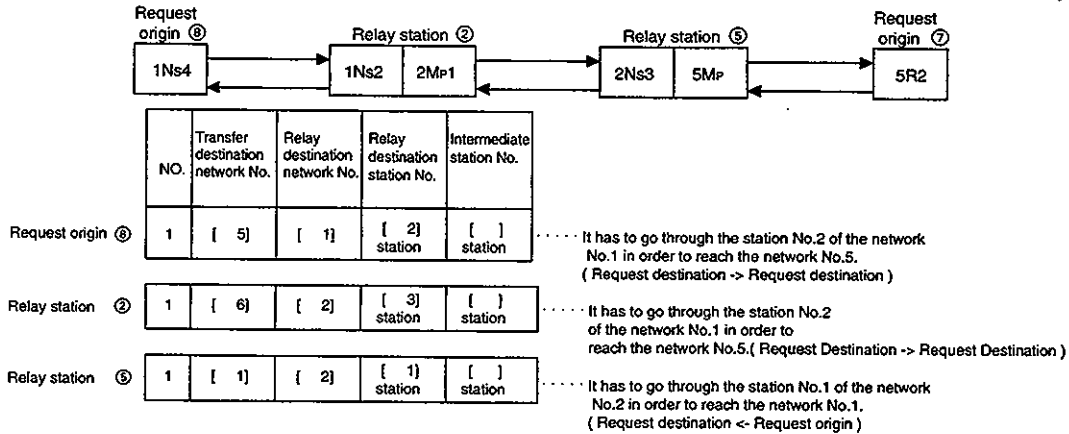 Request
origin ⑧
Relay station ②
Relay station ⑤
Request
origin ⑦
1Ns4
1Ns2
2MP1
2Ns3
5MP
5R2
NO.
Transfer
destination
network No.
Relay
destination
network No.
Relay
destination
station No.
Intermediate
station No.
Request origin ⑧
1
[ 5]
[ 1]
[ 2]
station
[ ]
station
It has to go through the station No.2 of the network
No.1 in order to reach the network No.5.
( Request destination -> Request destination )
Relay station ②
1
[ 6]
[ 2]
[ 3]
station
[ ]
station
It has to go through the station No.2
of the network No.1 in order to
reach the network No.5.( Request Destination -> Request Destination )
Relay station ⑤
1
[ 1]
[ 2]
[ 1]
station
[ ]
station
It has to go through the station No.1 of the network
No.2 in order to reach the network No.1.
( Request destination <- Request origin )